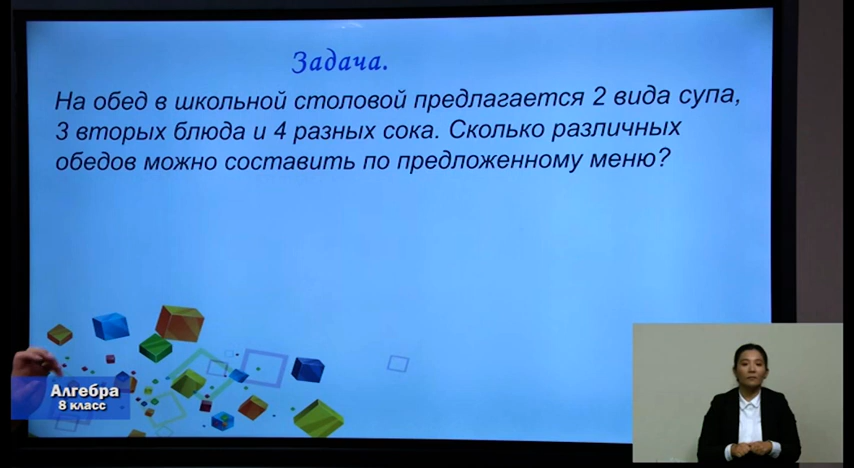 Задача.
На обед в школьной столовой предлагается 2 вида супа,
3 вторых блюда и 4 разных сока. Сколько различных
обедов можно составить по предложенному меню?
Алгебра
8 класс